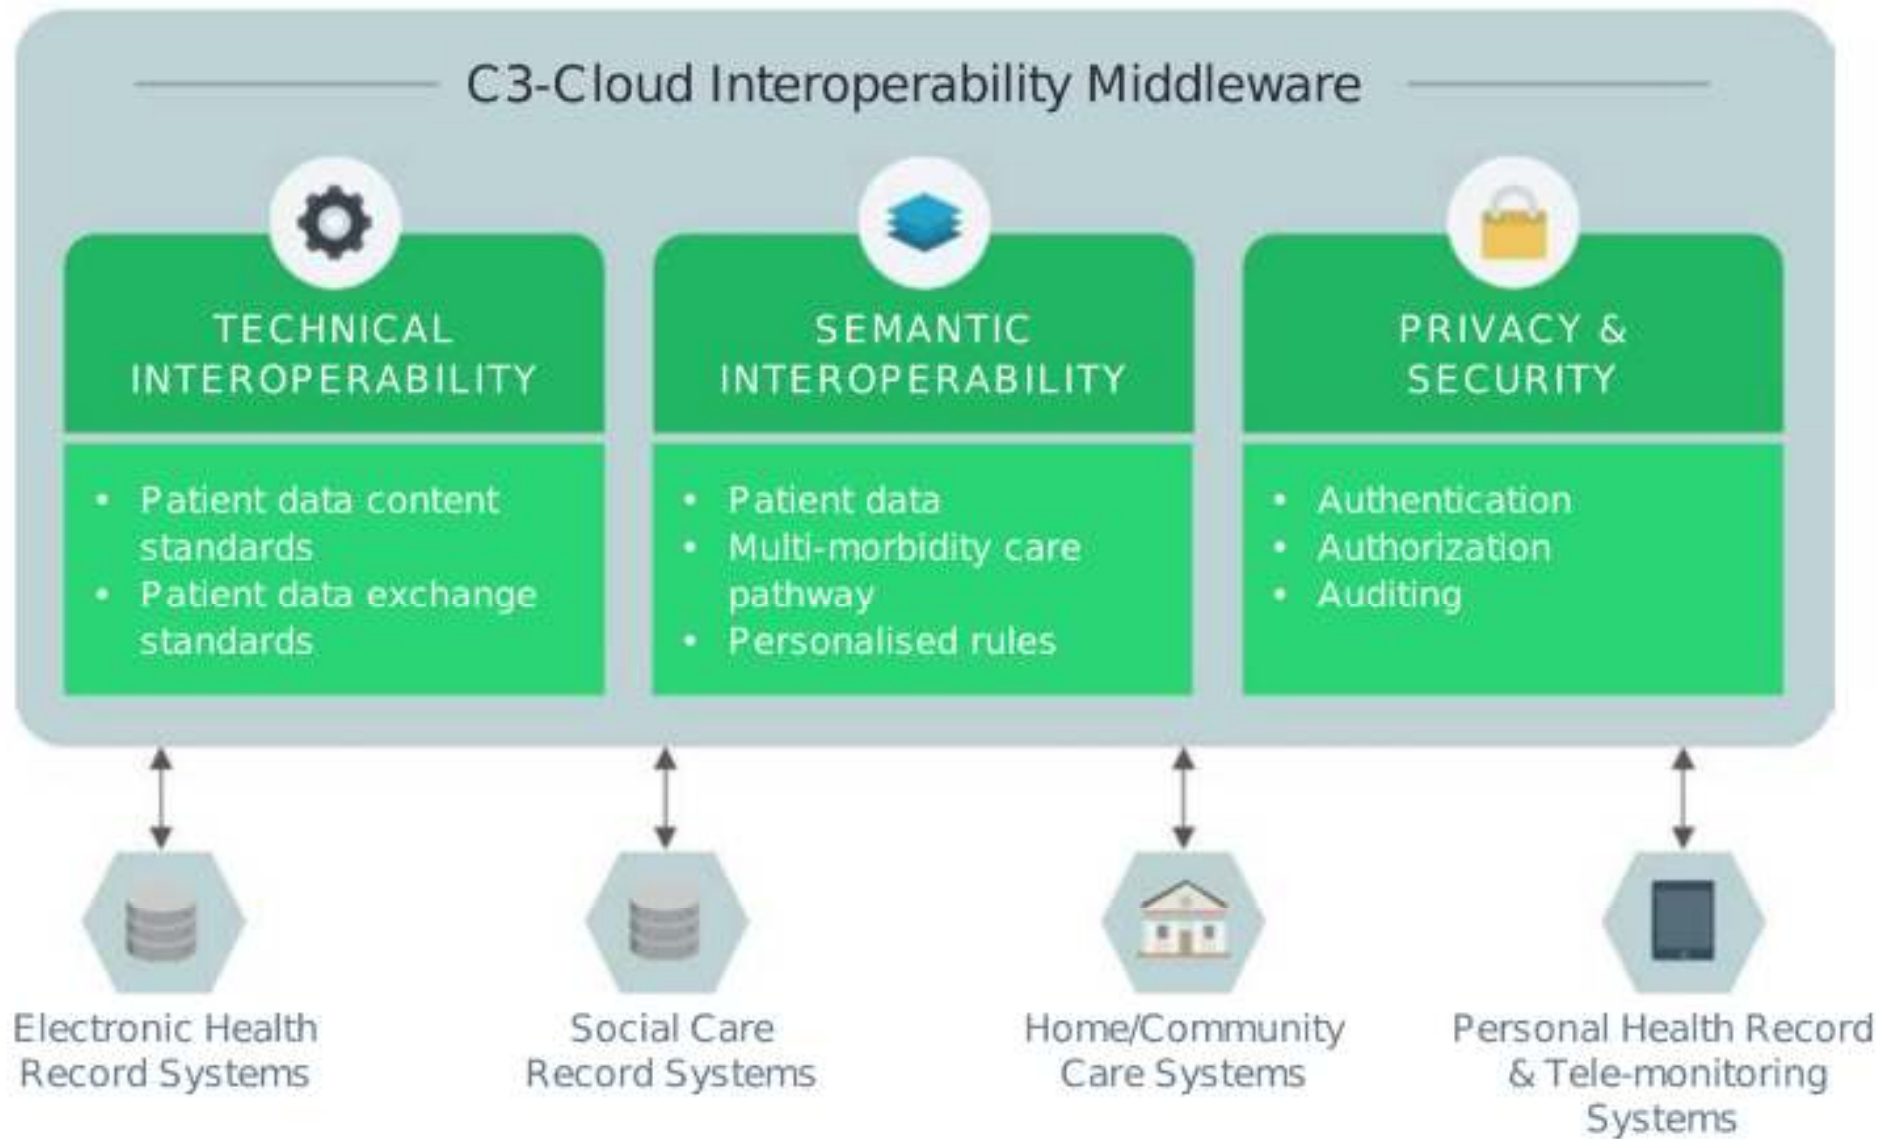 C3-Cloud Interoperability Middleware
TECHNICAL
INTEROPERABILITY
• Patient data content
standards
• Patient data exchange
standards
SEMANTIC
INTEROPERABILITY
• Patient data
• Multi-morbidity care
pathway
• Personalised rules
PRIVACY &
SECURITY
• Authentication
• Authorization
• Auditing
Electronic Health
Record Systems
Social Care
Record Systems
Home/Community
Care Systems
Personal Health Record
& Tele-monitoring
Systems